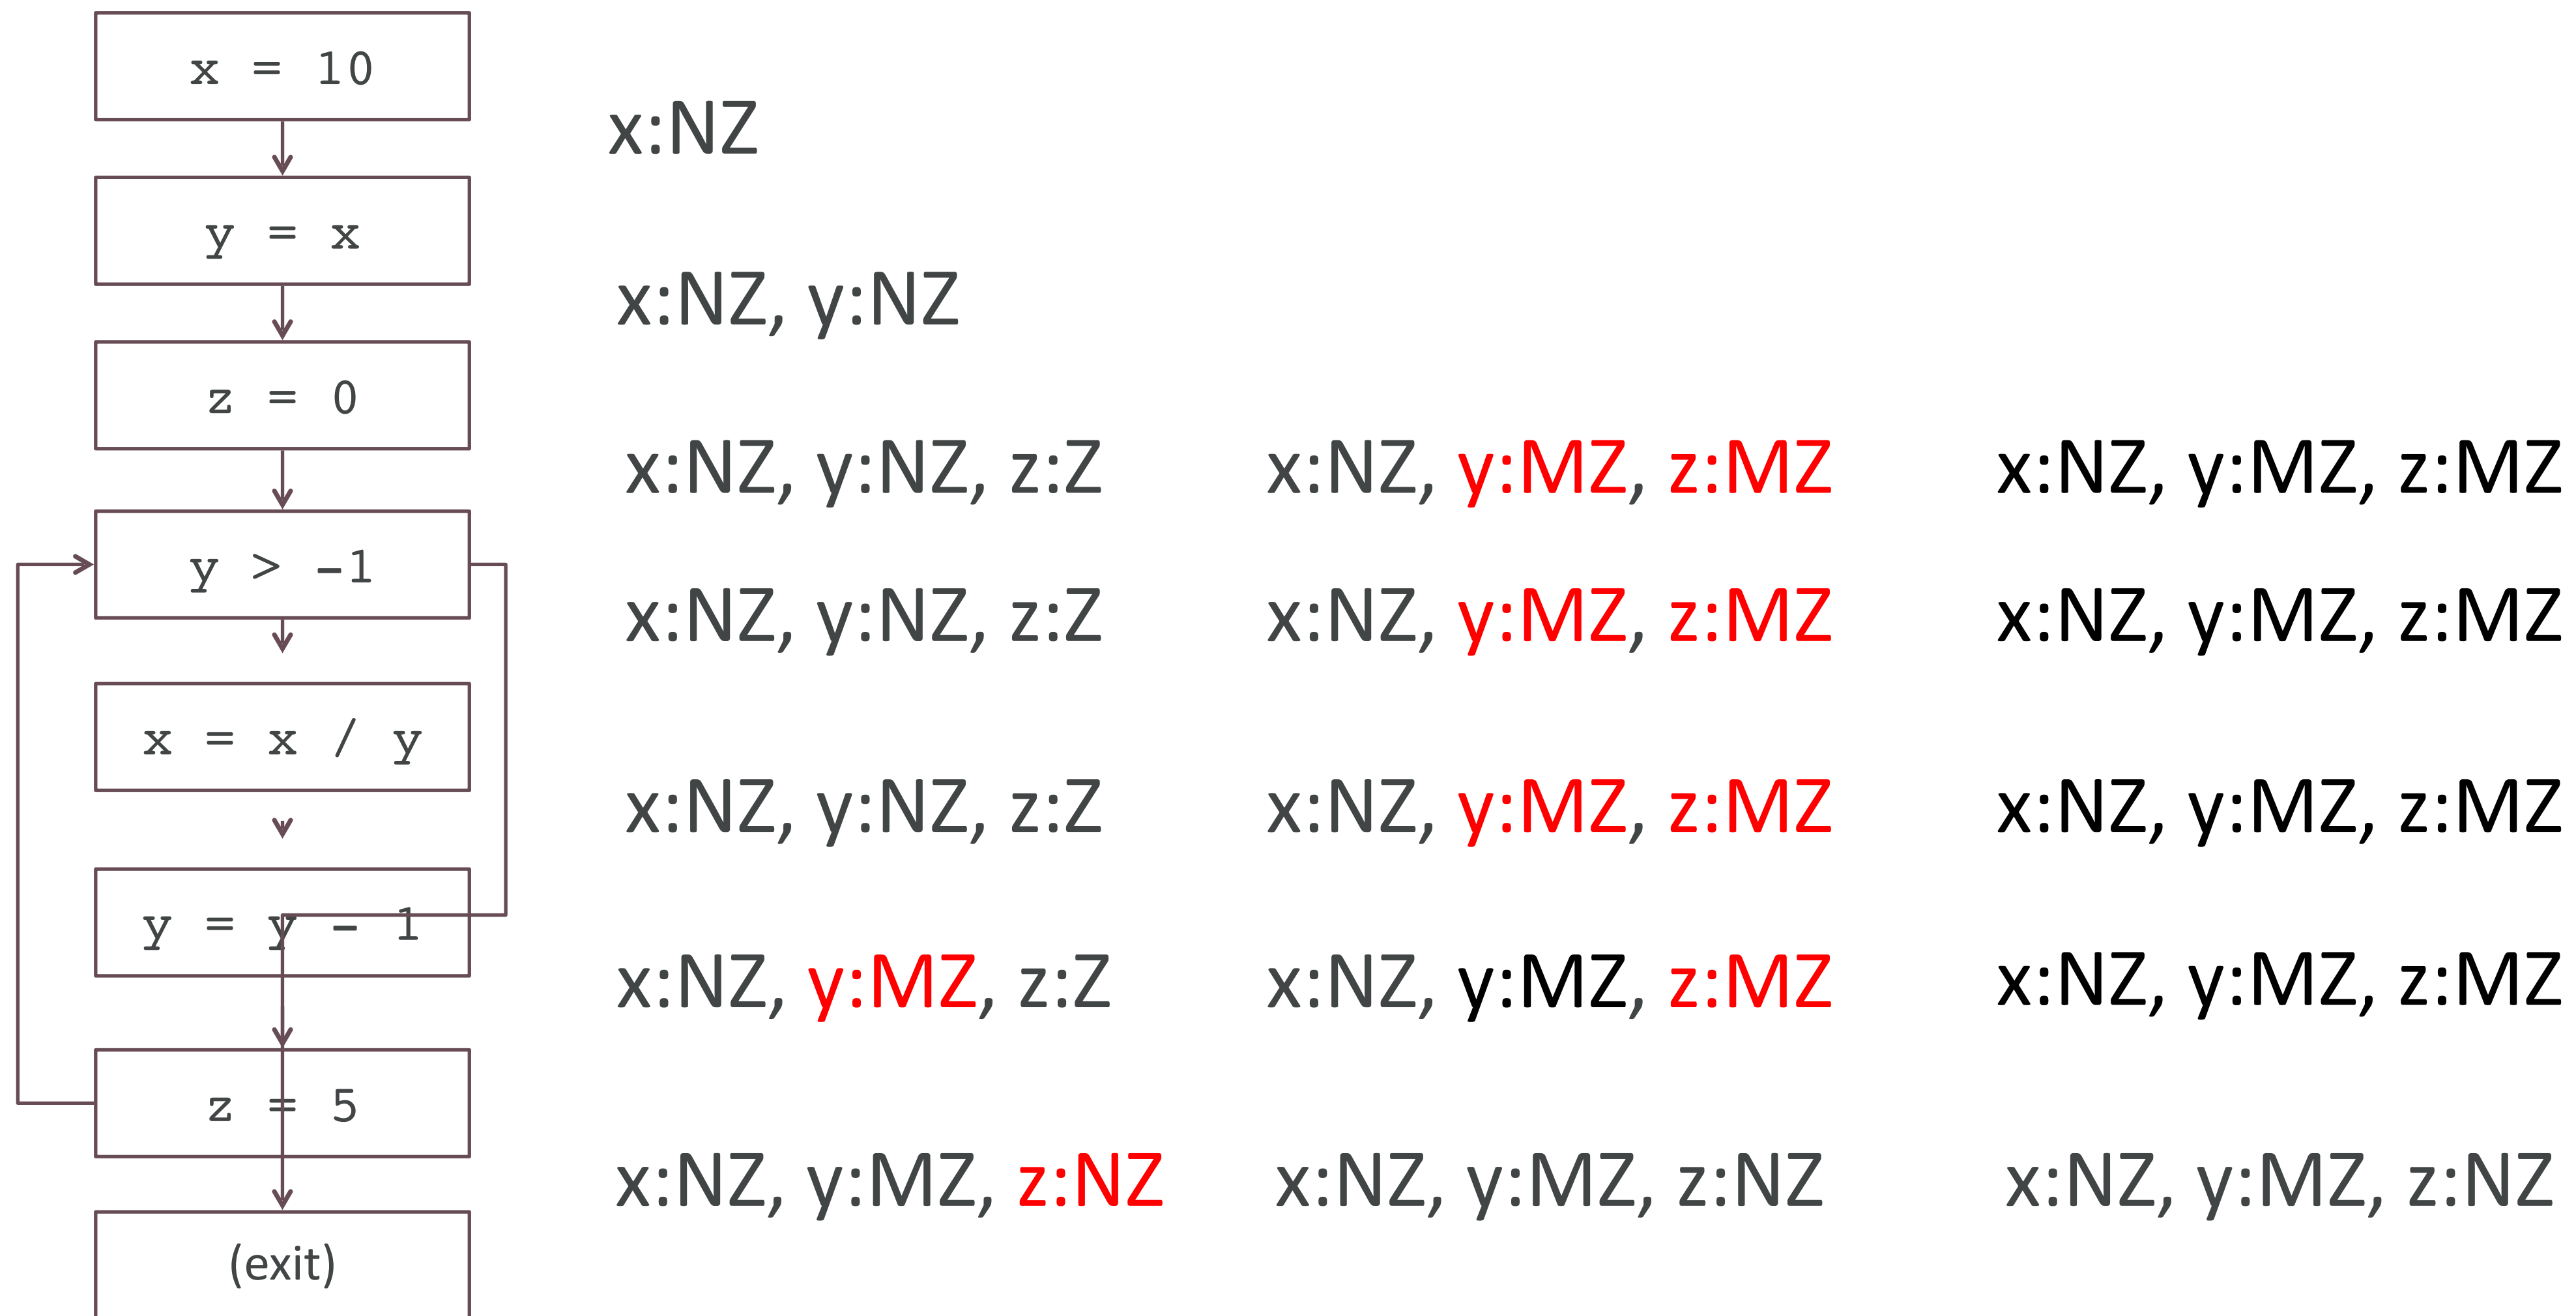 x = 10
x:NZ
y = x
x:NZ, y:NZ
z = 0
x:NZ, y:NZ, z:Z x:NZ, y:MZ, z:MZ x:NZ, y:MZ, z:MZ
y > -1
x:NZ, y:NZ, z:Z x:NZ, y:MZ, z:MZ x:NZ, y:MZ, z:MZ
x = x / y
x:NZ, y:NZ, z:Z x:NZ, y:MZ, z:MZ x:NZ, y:MZ, z:MZ
y = y - 1
x:NZ, y:MZ, z:Z x:NZ, y:MZ, z:MZ x:NZ, y:MZ, z:MZ
z = 5
x:NZ, y:MZ, z:NZ x:NZ, y:MZ, z:NZ x:NZ, y:MZ, z:NZ
(exit)